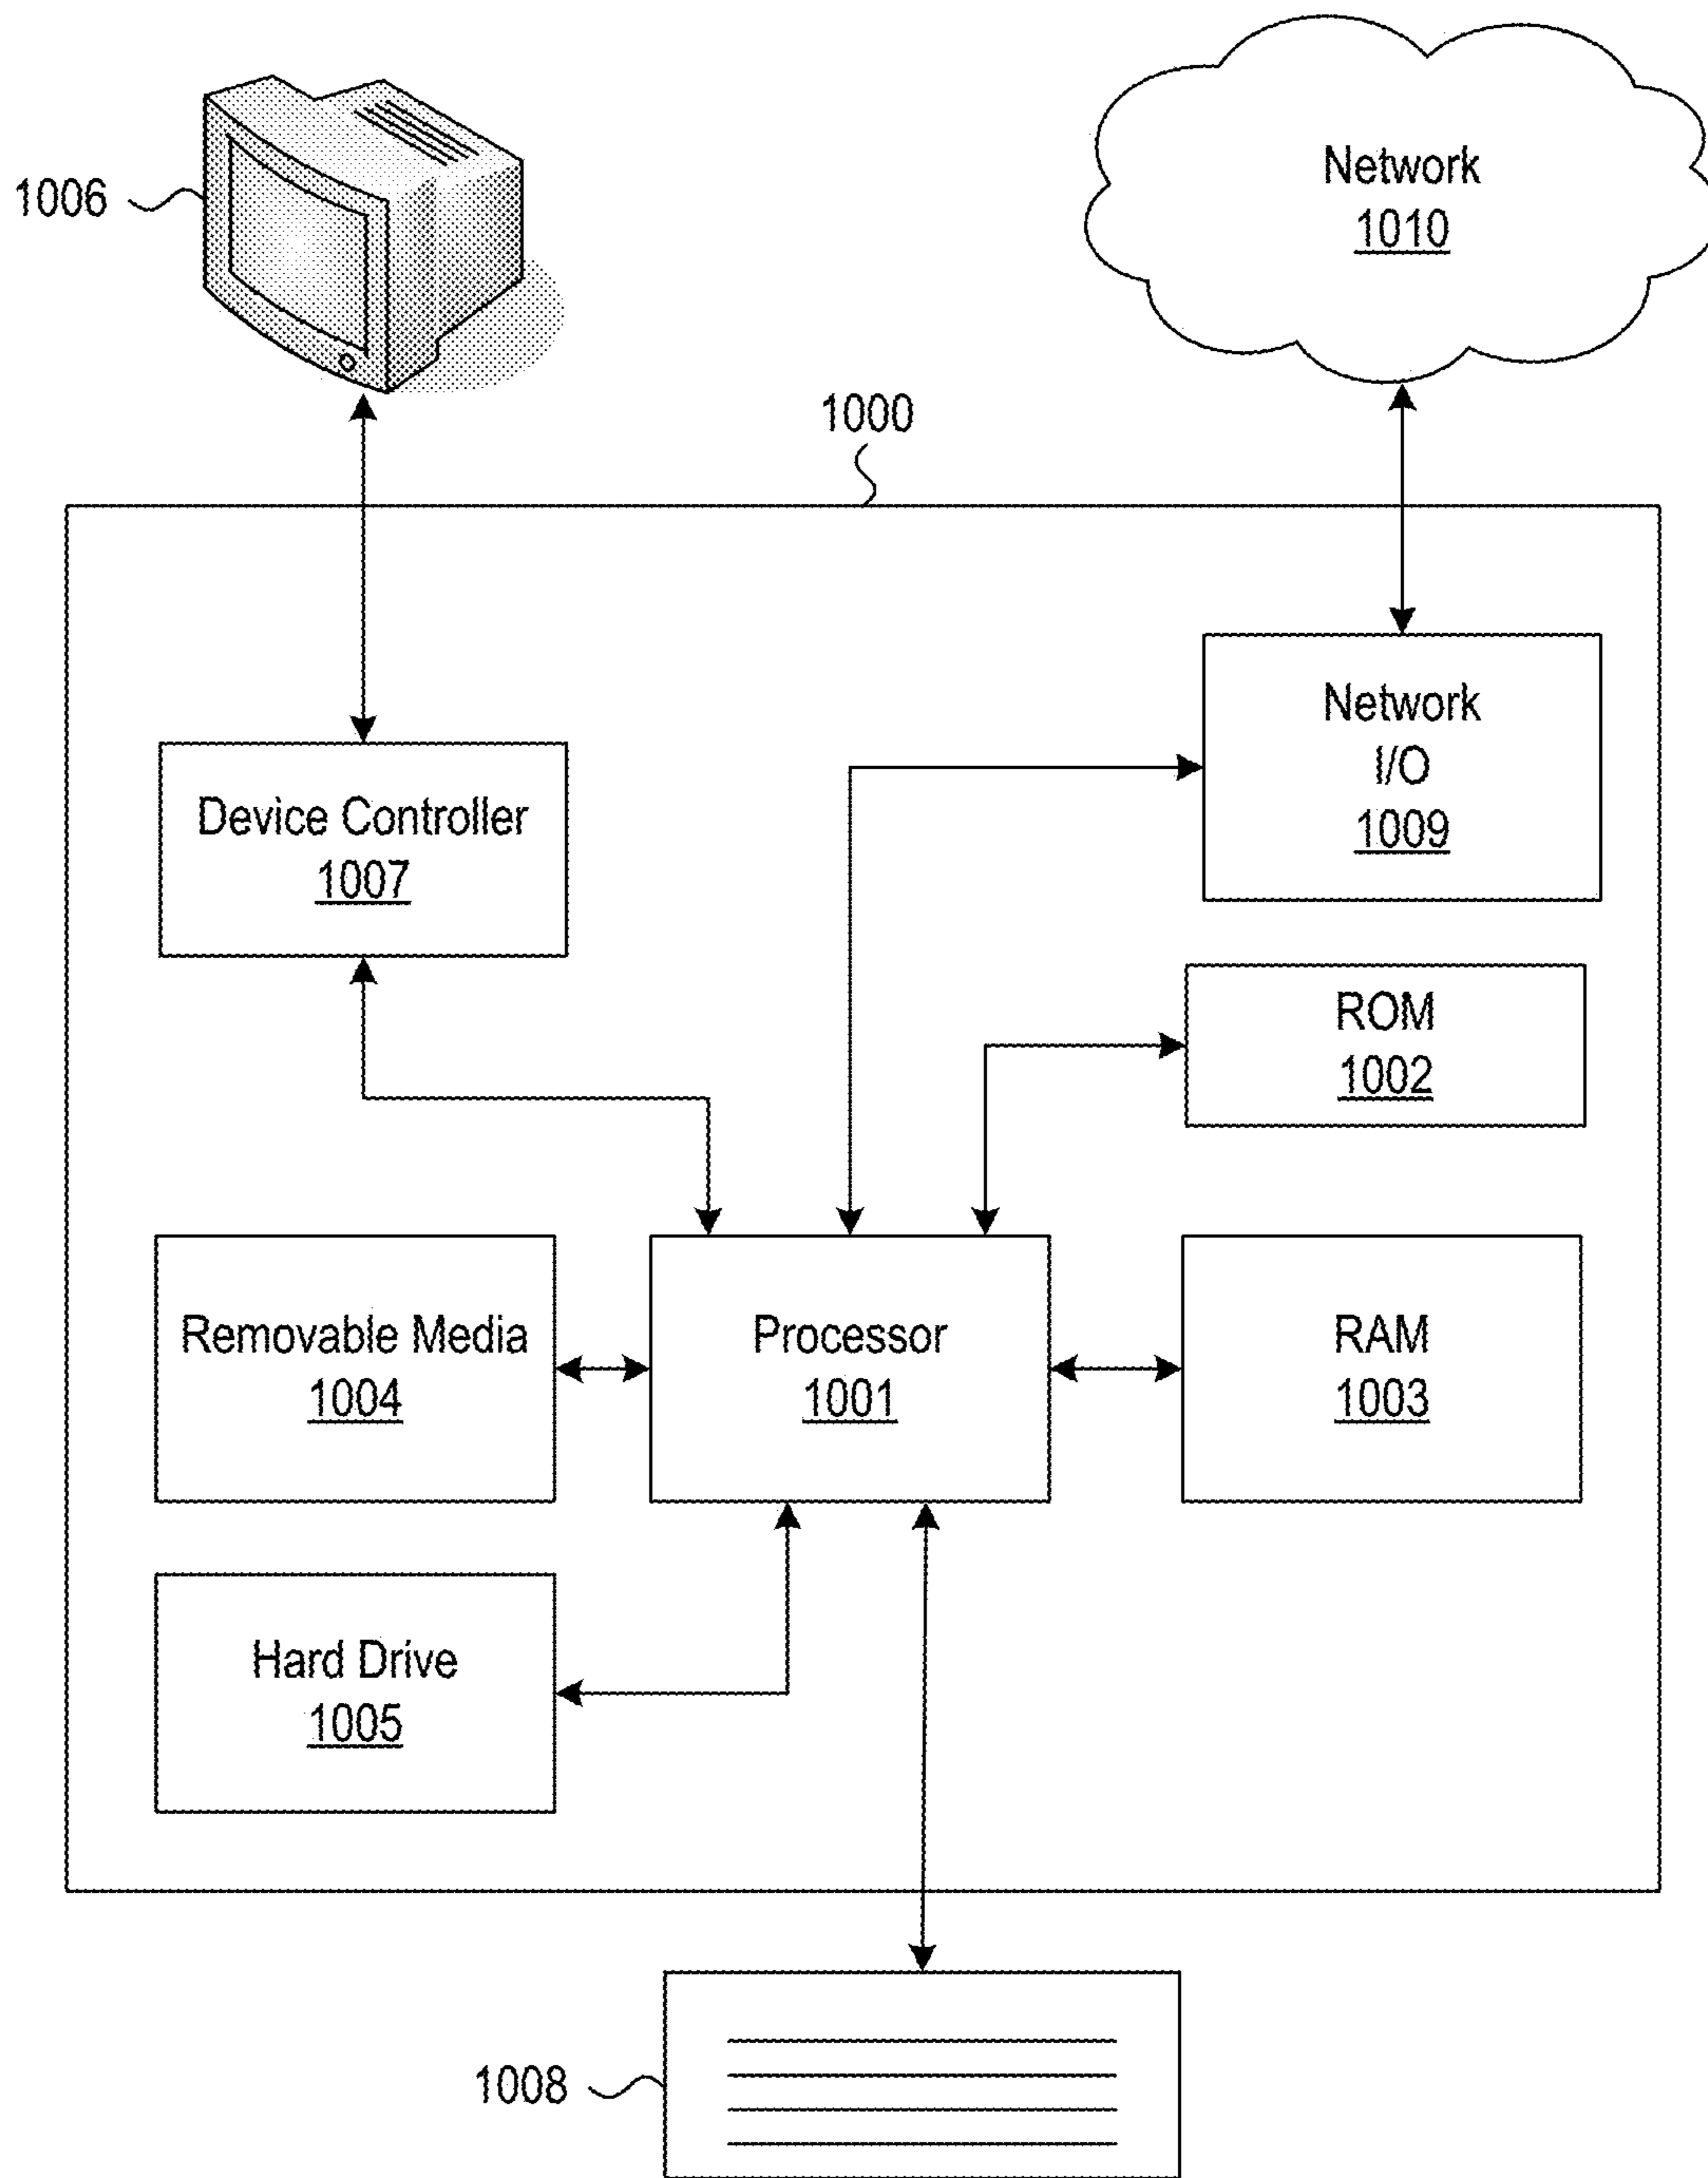 1006
Network
1010
1000
Network
I/O
1009
Device Controller
1007
ROM
1002
Removable Media
1004
Processor
1001
RAM
1003
Hard Drive
1005
1008